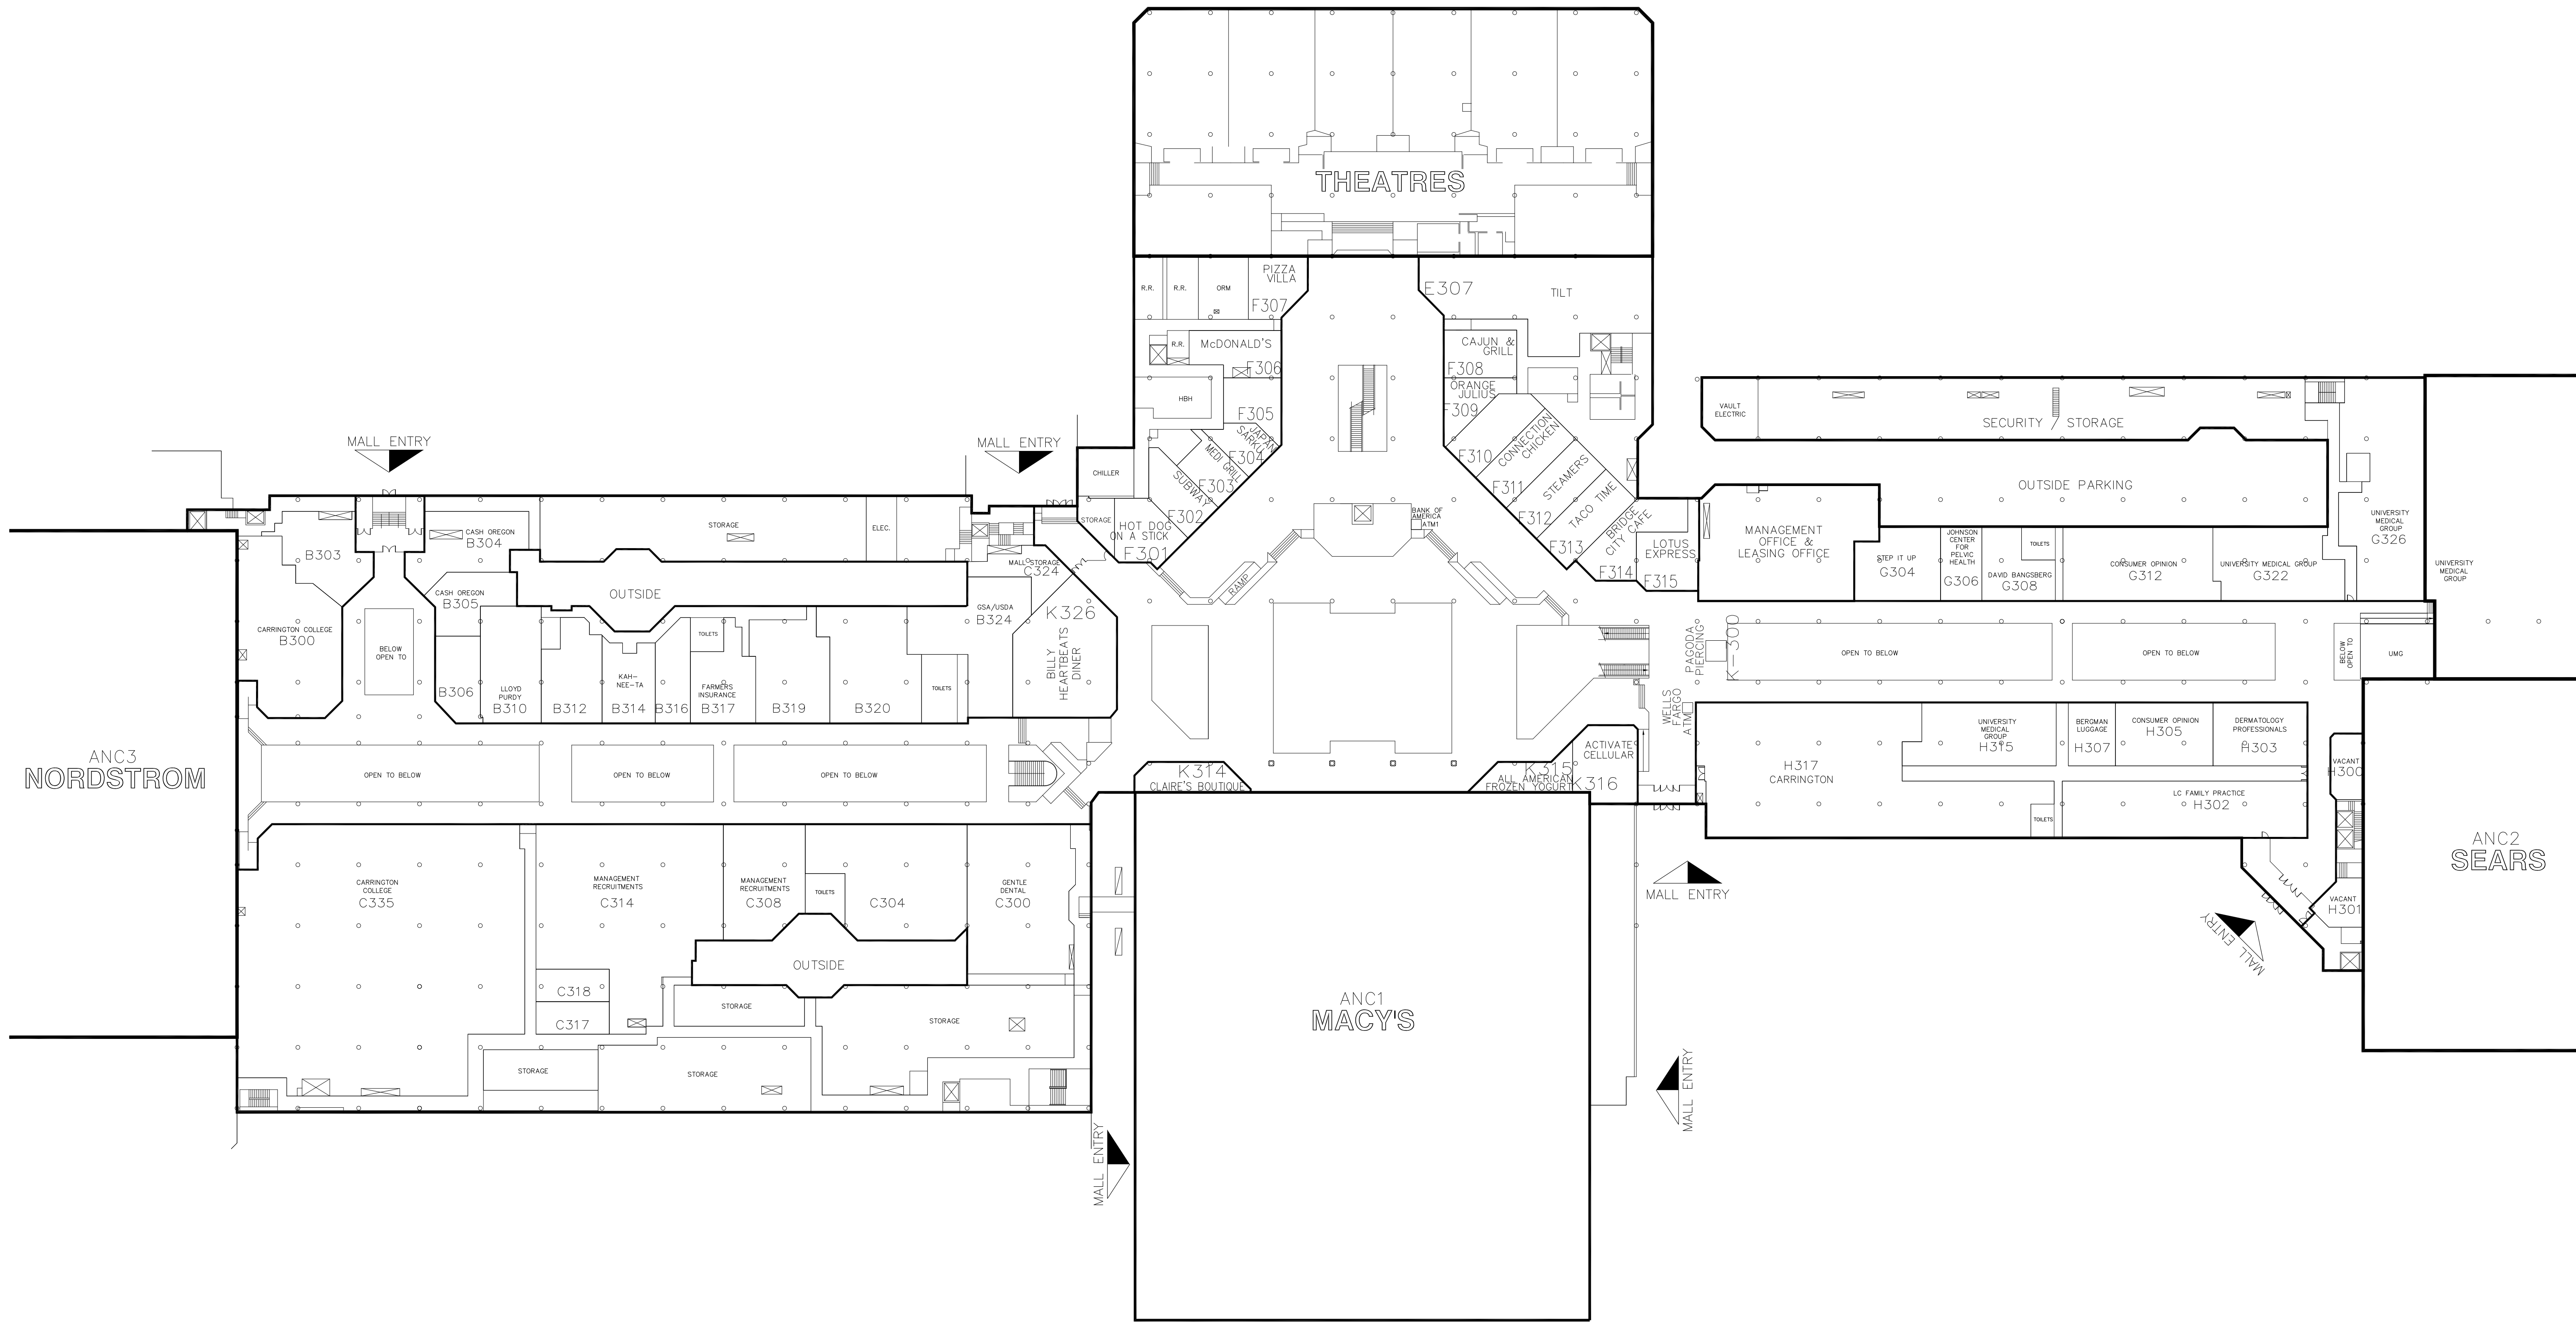 THEATRES
PIZZA
VILLA
F307
R.R.
R.R.
ORM
E307
TILT
R.R.
McDONALD'S
F306
CAJUN &
GRILL
F308
HBH
F305
ORANGE
JULIUS
F309
JAPAN
SARKU
F304
MEDI GRILL
F303
SUBWAY
F302
F310
CONNECTION
CHICKEN
F311
STEAMERS
F312
TACO TIME
F313
BRIDGE
CITY CAFE
F314
LOTUS
EXPRESS
F315
CHILLER
STORAGE
HOT DOG
ON A STICK
F301
BANK OF
AMERICA
ATM1
RAMP
MALL ENTRY
MALL ENTRY
VAULT
ELECTRIC
SECURITY / STORAGE
OUTSIDE PARKING
MANAGEMENT
OFFICE &
LEASING OFFICE
STEP IT UP
G304
JOHNSON
CENTER
FOR
PELVIC
HEALTH
G306
TOILETS
DAVID BANGSBERG
G308
CONSUMER OPINION
G312
UNIVERSITY MEDICAL GROUP
G322
UNIVERSITY
MEDICAL
GROUP
G326
UNIVERSITY
MEDICAL
GROUP
B303
CASH OREGON
B304
STORAGE
ELEC.
MALL STORAGE
C324
OUTSIDE
CASH OREGON
B305
CARRINGTON COLLEGE
B300
BELOW
OPEN TO
B306
LLOYD
PURDY
B310
B312
KAH-
NEE-TA
B314
B316
TOILETS
FARMERS
INSURANCE
B317
B319
B320
TOILETS
GSA/USDA
B324
K326
BILLY
HEARTBEATS
DINER
PAGODA
PIERCING
K-300
OPEN TO BELOW
OPEN TO BELOW
BELOW
OPEN TO
UMG
WELLS
FARGO
ATM
ACTIVATE
CELLULAR
K316
K315
ALL AMERICAN
FROZEN YOGURT
K314
CLAIRE'S BOUTIQUE
H317
CARRINGTON
UNIVERSITY
MEDICAL
GROUP
H315
BERGMAN
LUGGAGE
H307
CONSUMER OPINION
H305
DERMATOLOGY
PROFESSIONALS
H303
LC FAMILY PRACTICE
H302
TOILETS
VACANT
H300
VACANT
H301
ANC3
NORDSTROM
OPEN TO BELOW
OPEN TO BELOW
OPEN TO BELOW
ANC2
SEARS
MALL ENTRY
MALL ENTRY
CARRINGTON
COLLEGE
C335
MANAGEMENT
RECRUITMENTS
C314
MANAGEMENT
RECRUITMENTS
C308
TOILETS
C304
GENTLE
DENTAL
C300
OUTSIDE
C318
C317
STORAGE
STORAGE
STORAGE
STORAGE
ANC1
MACY'S
MALL ENTRY
MALL ENTRY